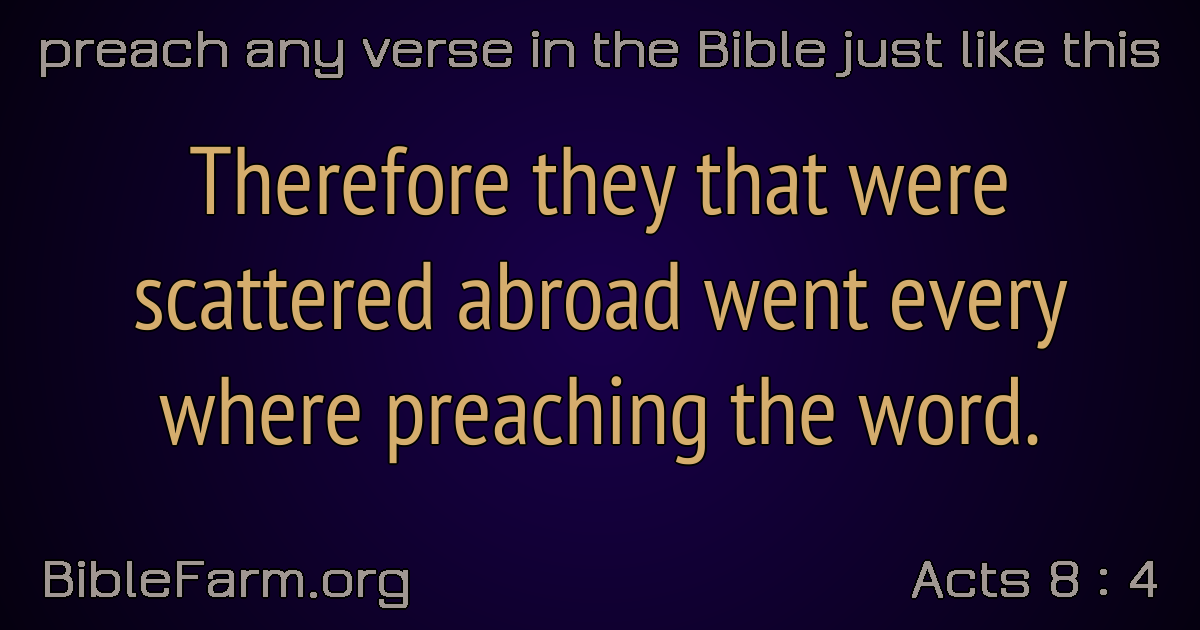 preach any verse in the Bible just like this
Therefore they that were
scattered abroad went every
where preaching the word.
BibleFarm.org
Acts 8 : 4